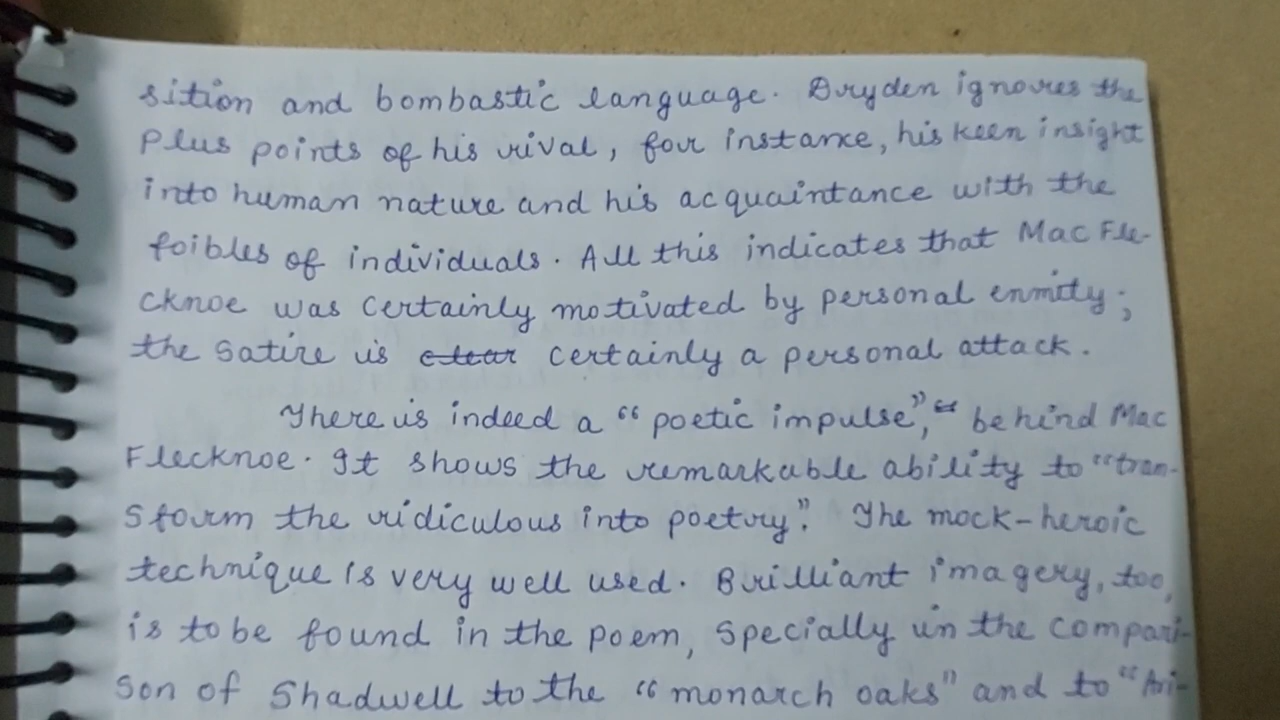 sition and bombastic language. Dryden ignores the
plus points of his rival, for instance, his keen insight
into human nature and his acquaintance with the
foibles of individuals. All this indicates that Mac Fle-
cknoe was certainly motivated by personal enmity;
the satire is clear certainly a personal attack.
There is indeed a "poetic impulse", behind Mac
Flecknoe. It shows the remarkable ability to "tran-
sform the ridiculous into poetry". The mock-heroic
technique is very well used. Brilliant imagery, too,
is to be found in the poem, specially in the compari-
son of Shadwell to the "monarch oaks" and to "Ari-